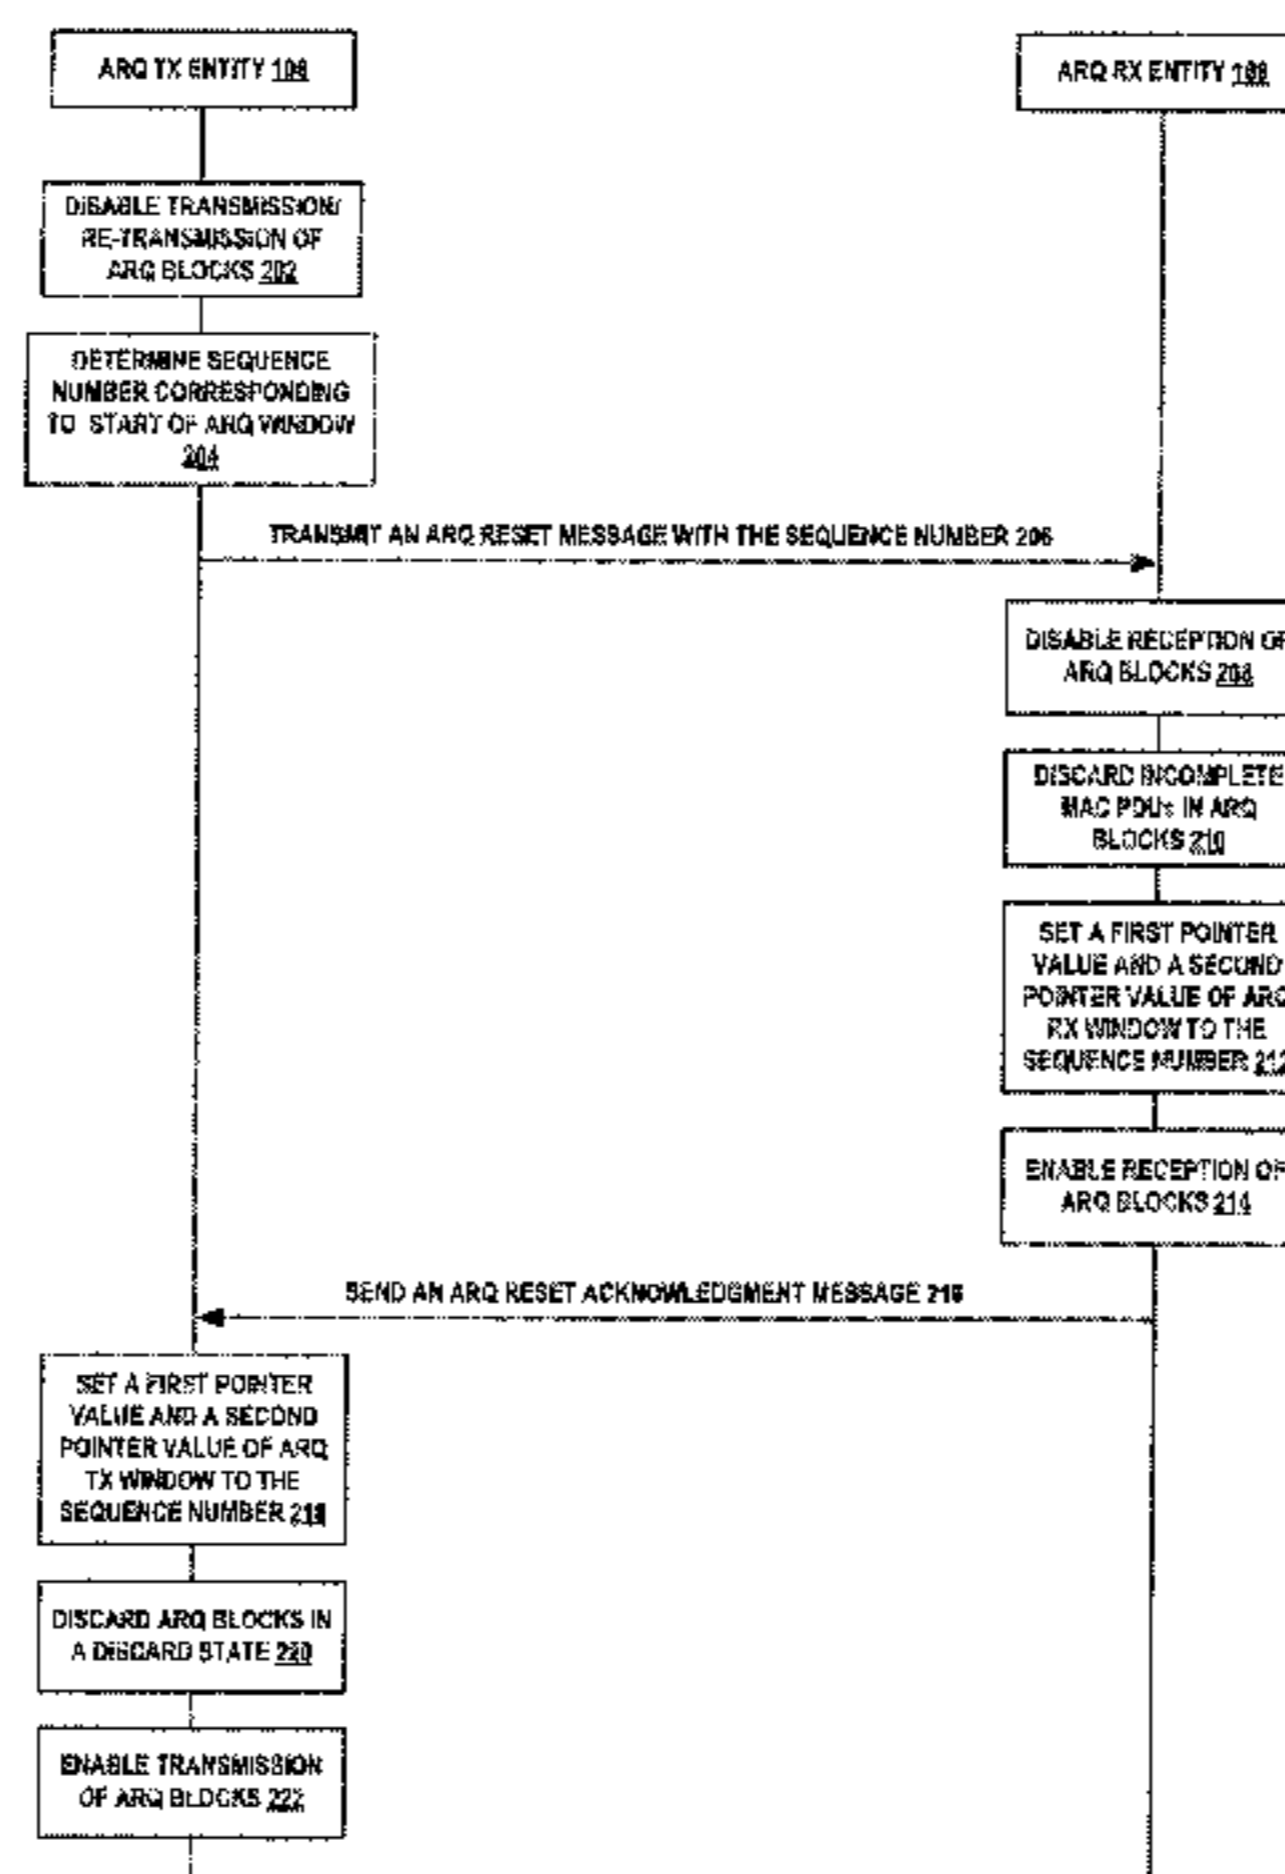 ARQ TX ENTITY
ARQ RX ENTITY
DISABLE TRANSMISSION/
RE-TRANSMISSION OF
ARQ BLOCKS 202
DETERMINE SEQUENCE
NUMBER CORRESPONDING
TO START OF ARQ WINDOW
204
TRANSMIT AN ARQ RESET MESSAGE WITH THE SEQUENCE NUMBER 206
DISABLE RECEPTION OF
ARQ BLOCKS 208
DISCARD INCOMPLETE
MAC PDUs IN ARQ
BLOCKS 210
SET A FIRST POINTER
VALUE AND A SECOND
POINTER VALUE OF ARQ
RX WINDOW TO THE
SEQUENCE NUMBER 212
ENABLE RECEPTION OF
ARQ BLOCKS 214
SEND AN ARQ RESET ACKNOWLEDGMENT MESSAGE 216
SET A FIRST POINTER
VALUE AND A SECOND
POINTER VALUE OF ARQ
TX WINDOW TO THE
SEQUENCE NUMBER 218
DISCARD ARQ BLOCKS IN
A DISCARD STATE 220
ENABLE TRANSMISSION
OF ARQ BLOCKS 222